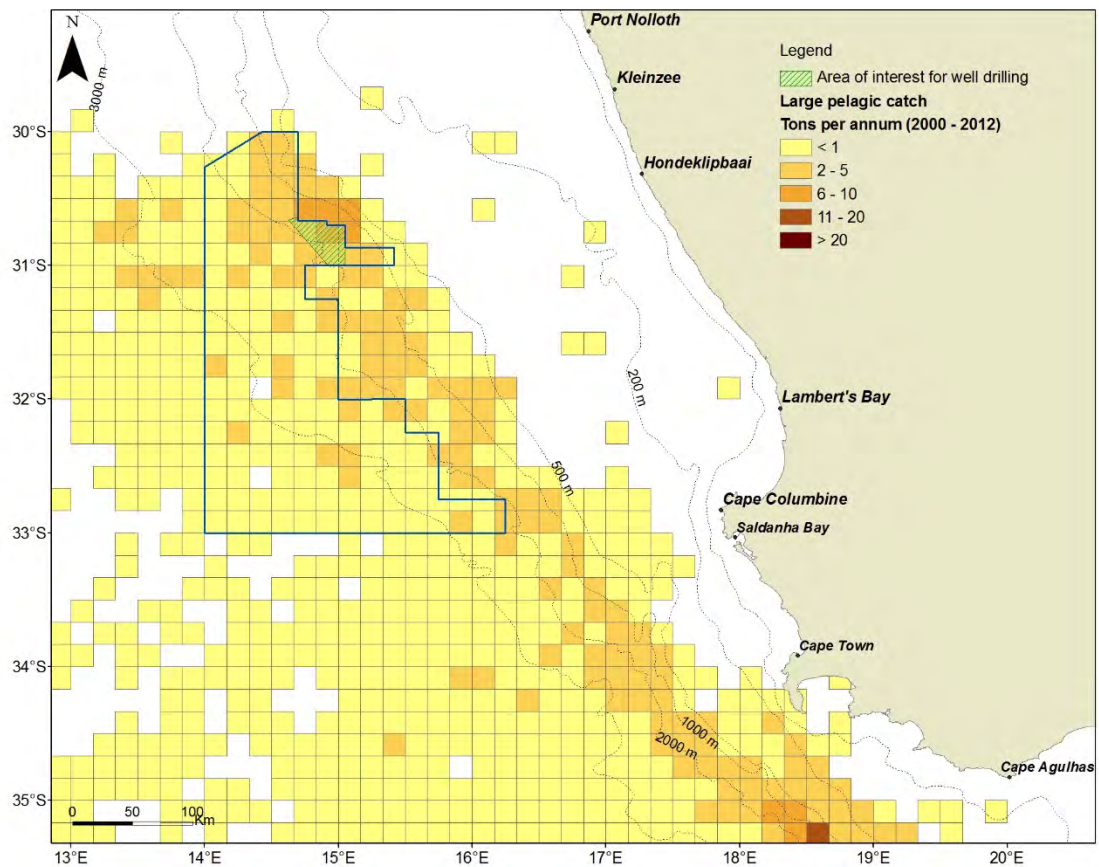 N
3000 m
Port Nolloth
Kleinzee
Hondeklipbaai
Legend
Area of interest for well drilling
Large pelagic catch
Tons per annum (2000 - 2012)
< 1
2 - 5
6 - 10
11 - 20
> 20
30°S
31°S
32°S
33°S
34°S
35°S
200 m
Lambert's Bay
500 m
Cape Columbine
Saldanha Bay
Cape Town
1000 m
2000 m
Cape Agulhas
0 50 100
Km
13°E 14°E 15°E 16°E 17°E 18°E 19°E 20°E